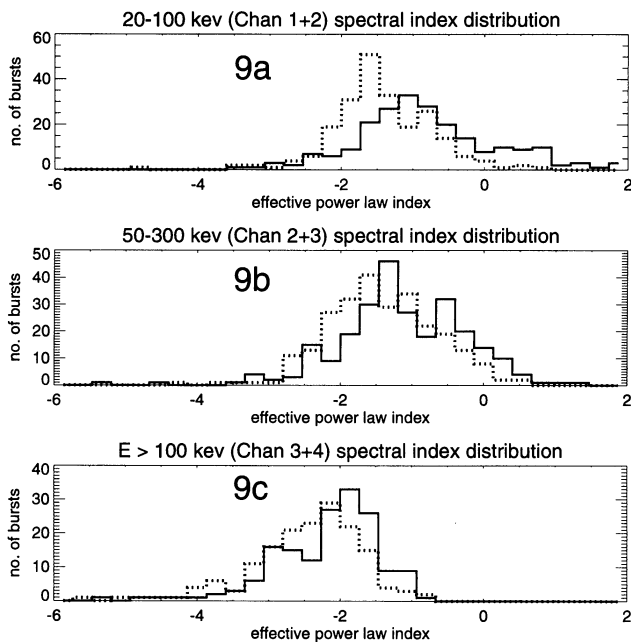 20-100 kev (Chan 1+2) spectral index distribution
60
40
20
0
no. of bursts
9a
-6 -4 -2 0 2
effective power law index
50-300 kev (Chan 2+3) spectral index distribution
50
40
30
20
10
0
no. of bursts
9b
-6 -4 -2 0 2
effective power law index
E > 100 kev (Chan 3+4) spectral index distribution
40
30
20
10
0
no. of bursts
9c
-6 -4 -2 0 2
effective power law index